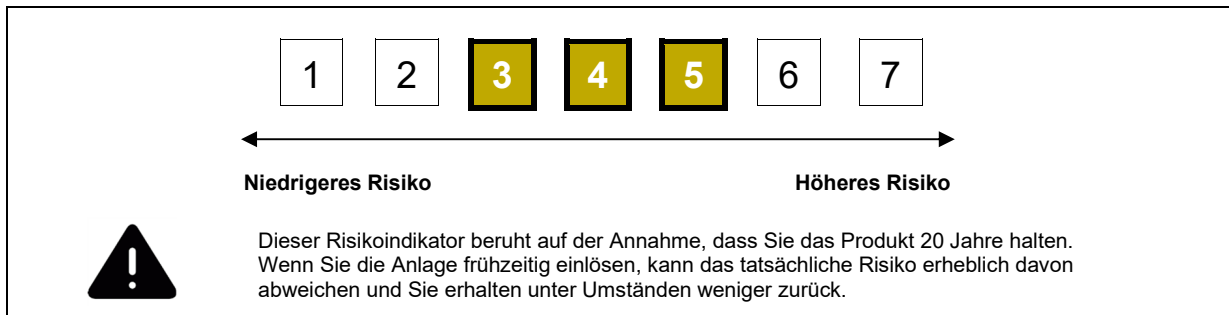 1 2 3 4 5 6 7
Niedrigeres Risiko Höheres Risiko
Dieser Risikoindikator beruht auf der Annahme, dass Sie das Produkt 20 Jahre halten.
Wenn Sie die Anlage frühzeitig einlösen, kann das tatsächliche Risiko erheblich davon
abweichen und Sie erhalten unter Umständen weniger zurück.